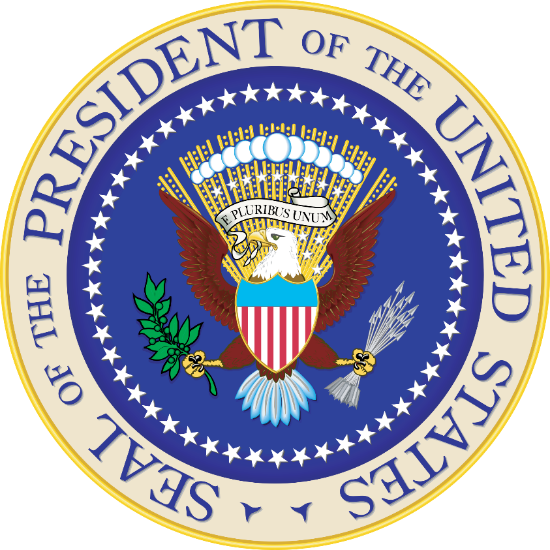 SEAL OF THE PRESIDENT OF THE UNITED STATES
E PLURIBUS UNUM